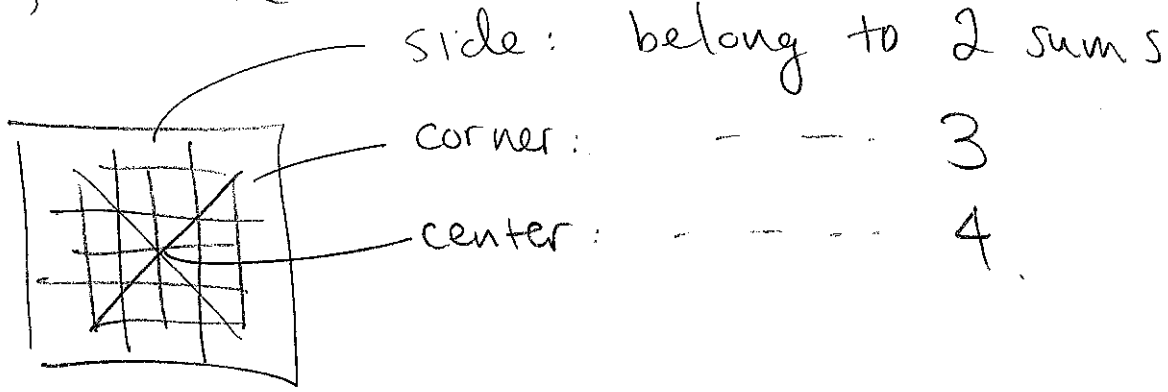 side: belong to 2 sums
corner: - - - 3
center: - - - - 4.